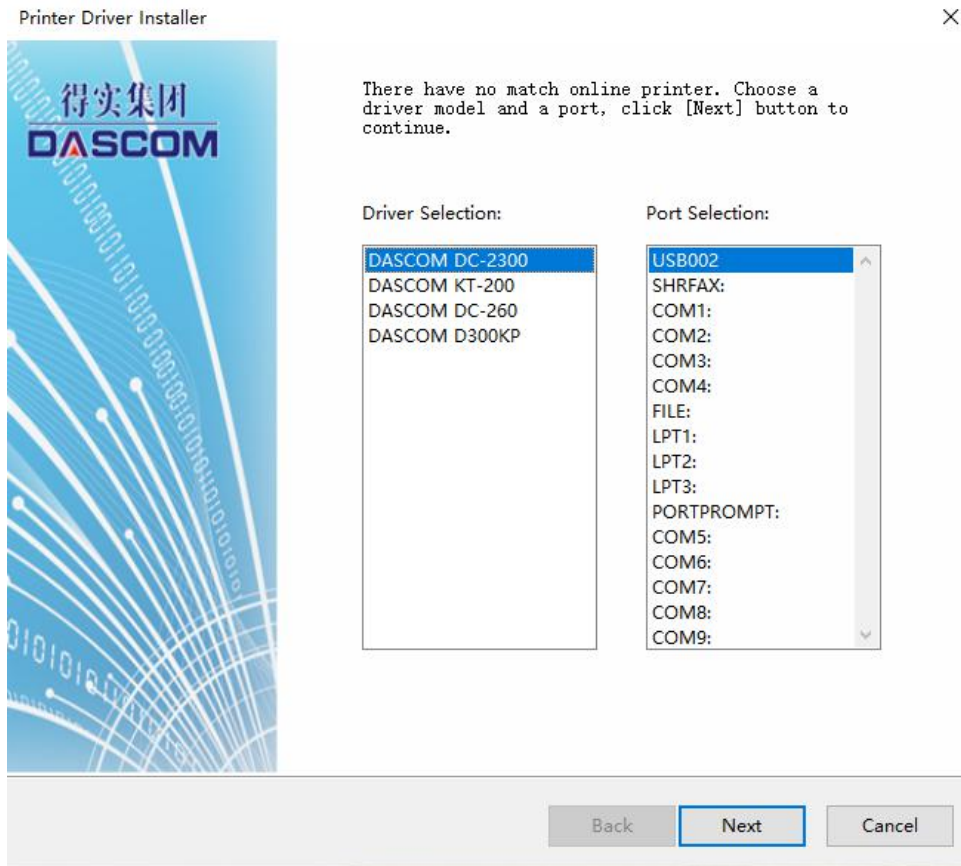 Printer Driver Installer
得实集团
DASCOM
There have no match online printer. Choose a
driver model and a port, click [Next] button to
continue.
Driver Selection:
DASCOM DC-2300
DASCOM KT-200
DASCOM DC-260
DASCOM D300KP
Port Selection:
USB002
SHRFAX:
COM1:
COM2:
COM3:
COM4:
FILE:
LPT1:
LPT2:
LPT3:
PORTPROMPT:
COM5:
COM6:
COM7:
COM8:
COM9:
Back
Next
Cancel